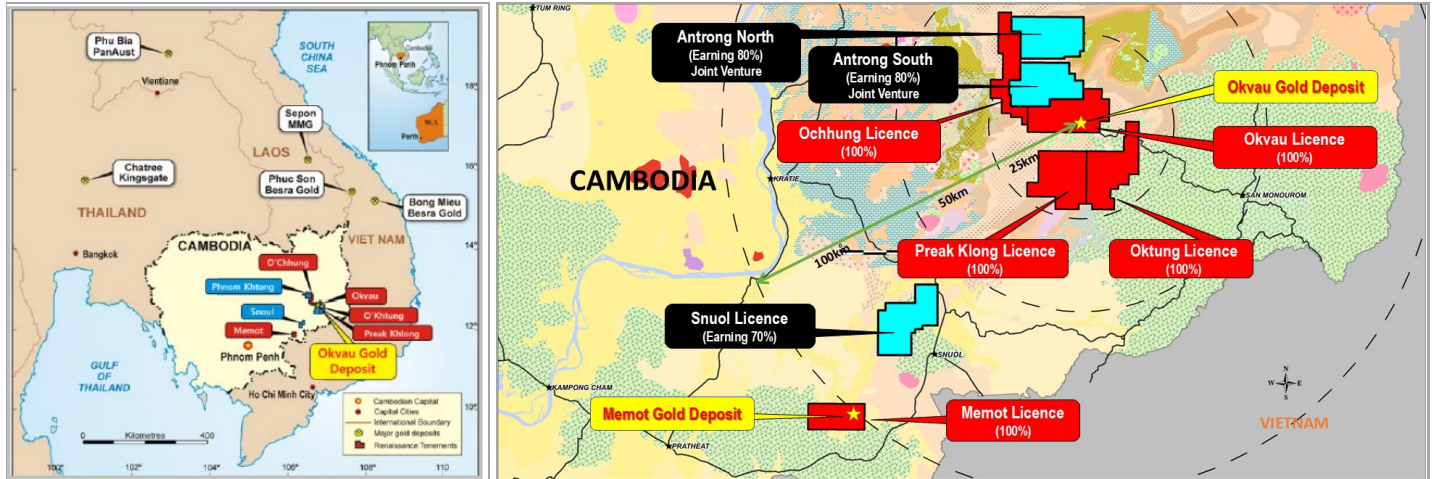 Phu Bia
PanAust
Vientiane
SOUTH
CHINA
SEA
Cambodia
Phnom Penh
W.A
Perth
18°
Sepon
MMG
LAOS
16°
Chatree
Kingsgate
Phuc Son
Besra Gold
Bong Mieu
Besra Gold
THAILAND
VIET NAM
14°
Bangkok
CAMBODIA
O'Chhung
Phnom Khtong
Okvau
Snoul
O'Khtung
Memot
Preak Khlong
12°
Phnom Penh
Okvau Gold
Deposit
GULF
OF
THAILAND
Ho Chi Minh City
10°
Cambodian Capital
Capital Cities
International Boundary
Major gold deposits
Renaissance Tenements
0 Kilometres 400
102° 104° 106° 108° 110
TUM RING
Antrong North
(Earning 80%)
Joint Venture
Antrong South
(Earning 80%)
Joint Venture
Okvau Gold Deposit
Ochhung Licence
(100%)
Okvau Licence
(100%)
CAMBODIA
KRATIE
25km
50km
100km
SAN MONOUROM
Preak Klong Licence
(100%)
Oktung Licence
(100%)
Snuol Licence
(Earning 70%)
SNUOL
KAMPONG CHAM
Memot Gold Deposit
Memot Licence
(100%)
PRATHEAT
N
W E
S
VIETNAM